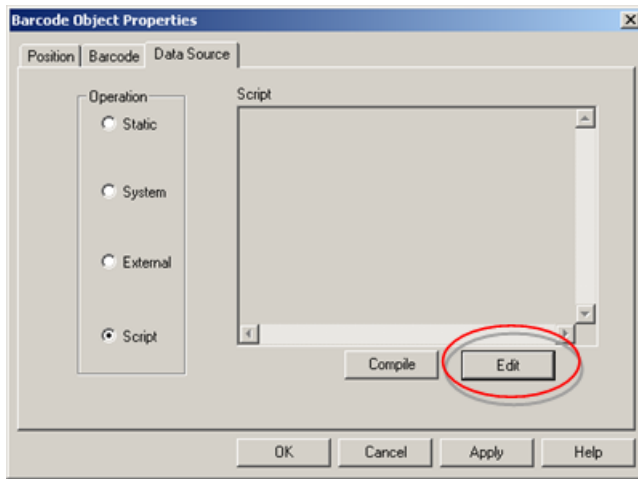 Barcode Object Properties
Position Barcode Data Source
Operation
Static
System
External
Script
Script
Compile Edit
OK Cancel Apply Help